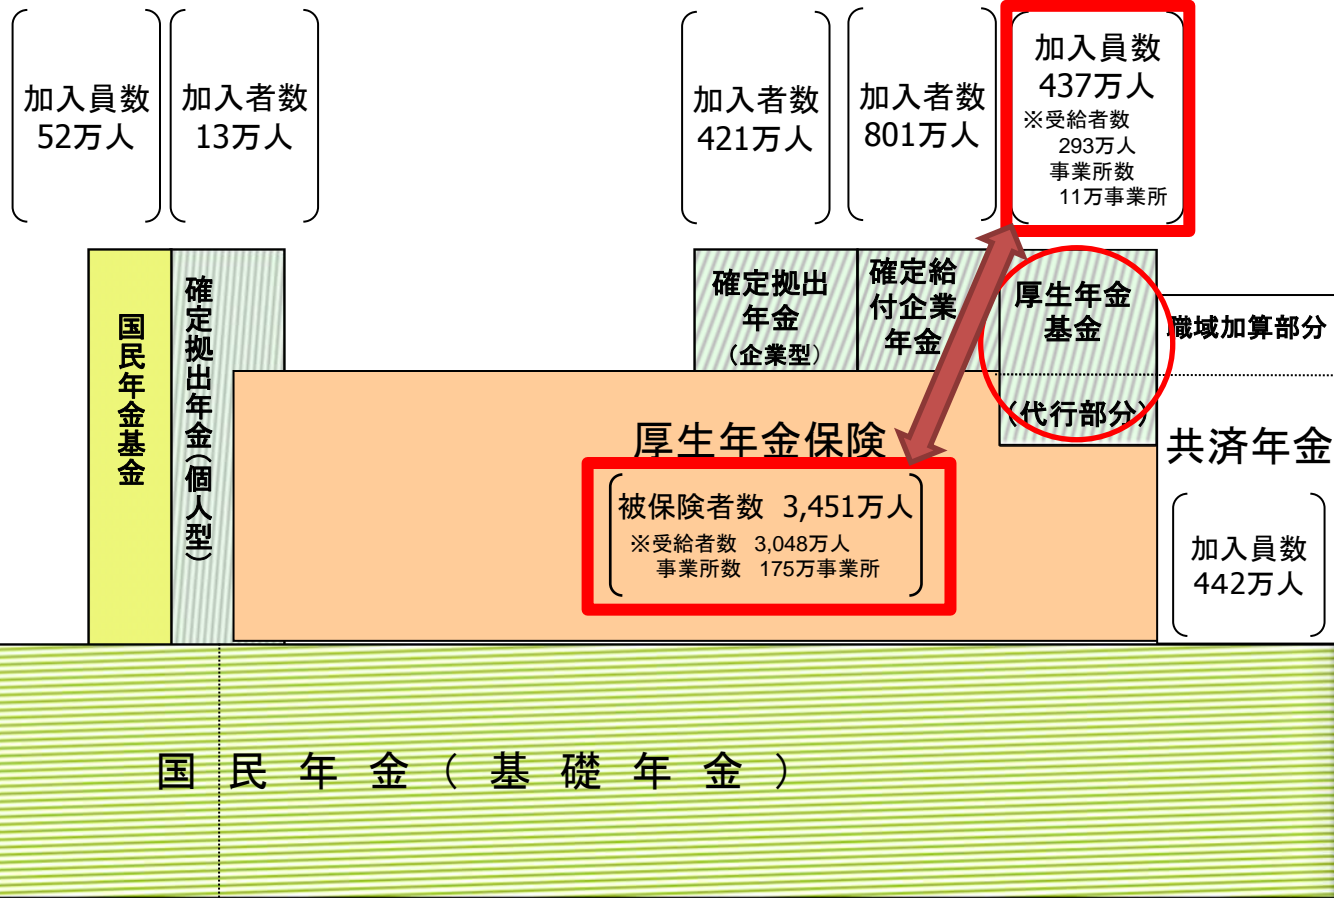 加入員数
52万人
加入者数
13万人
加入者数
421万人
加入者数
801万人
加入員数
437万人
※受給者数
293万人
事業所数
11万事業所
国民年金基金
確定拠出年金(個人型)
確定拠出
年金
(企業型)
確定給
付企業
年金
厚生年金
基金
(代行部分)
職域加算部分
厚生年金保険
被保険者数 3,451万人
※受給者数 3,048万人
事業所数 175万事業所
共済年金
加入員数
442万人
国民年金(基礎年金)